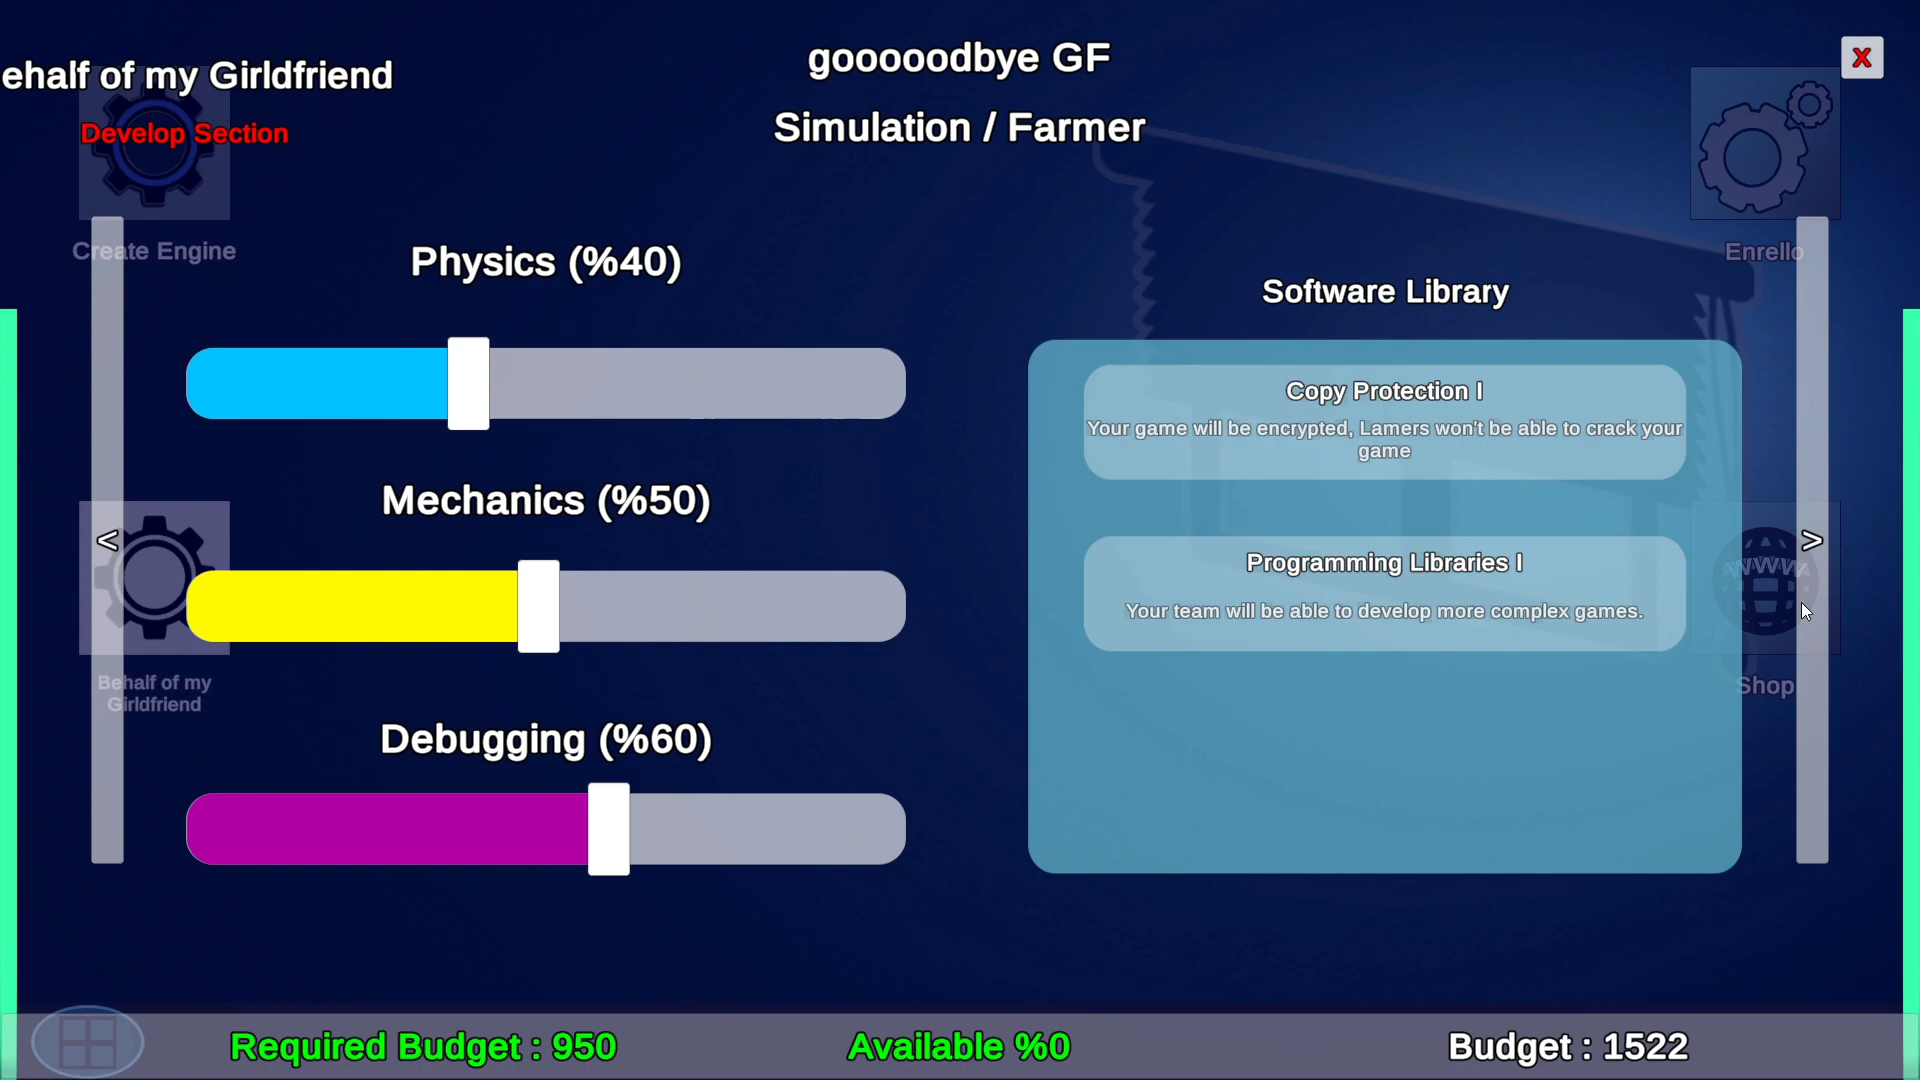 gooooodbye GF
X
ehalf of my Girldfriend
Develop Section
Simulation / Farmer
Create Engine
Enrello
Physics (%40)
Software Library
Copy Protection I
Your game will be encrypted, Lamers won't be able to crack your
game
Mechanics (%50)
<
>
Programming Libraries I
WWW
Your team will be able to develop more complex games.
Behalf of my
Girldfriend
Shop
Debugging (%60)
Required Budget : 950
Available %0
Budget : 1522